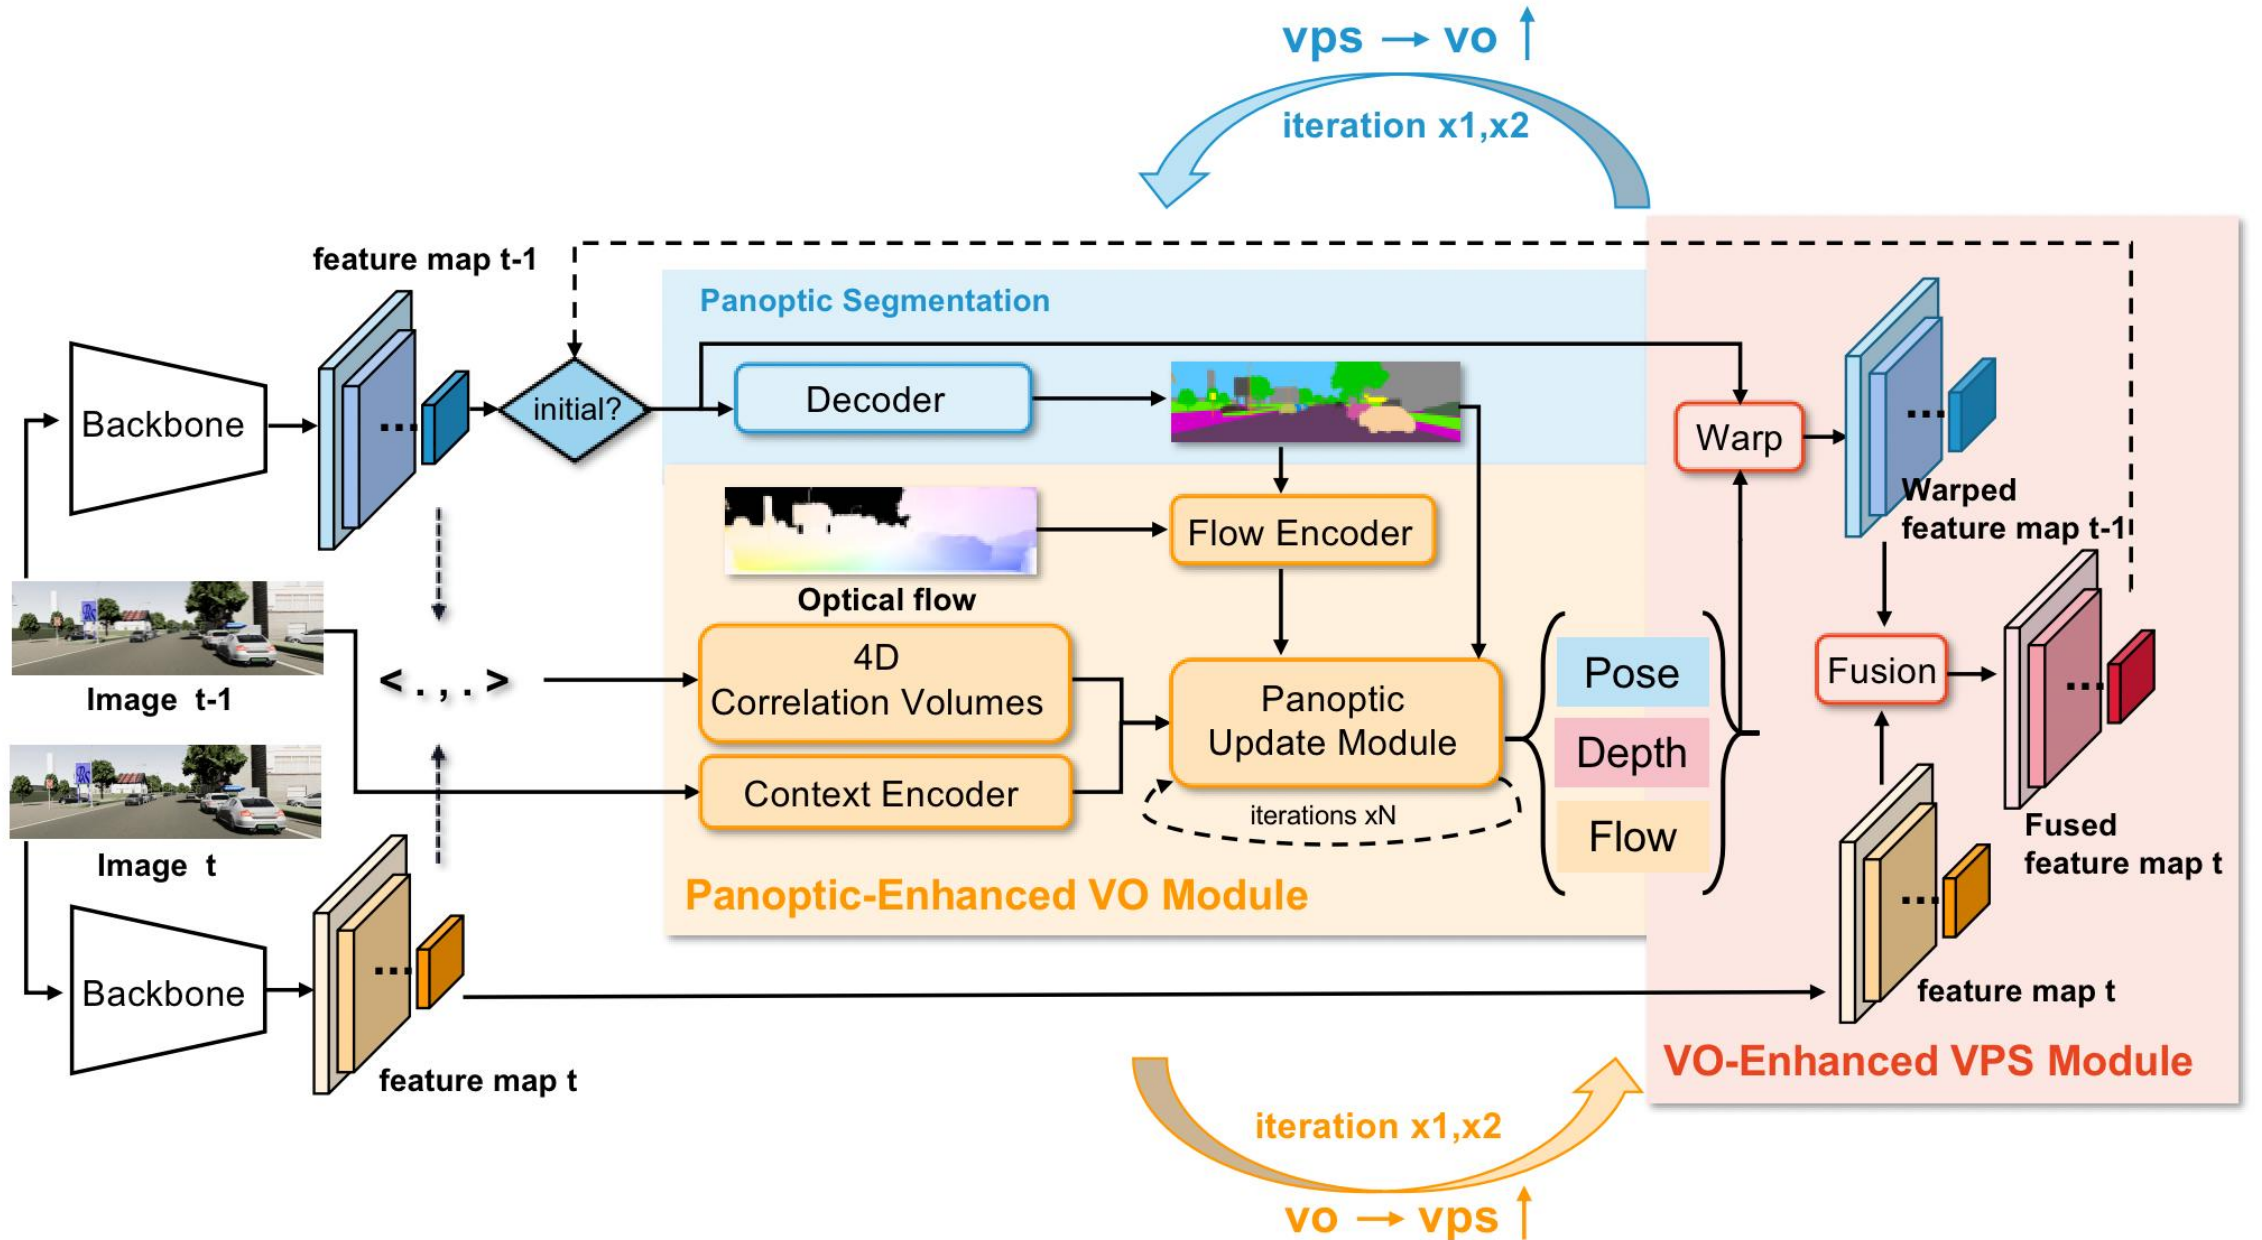 vps → vo ↑
iteration x1,x2
feature map t-1
Panoptic Segmentation
Backbone
...
initial?
Decoder
Warp
...
Warped
feature map t-1
Flow Encoder
Optical flow
Image t-1
< . , . >
4D
Correlation Volumes
Context Encoder
Panoptic
Update Module
iterations xN
Pose
Depth
Flow
Fusion
...
Fused
feature map t
Image t
Panoptic-Enhanced VO Module
Backbone
...
feature map t
...
feature map t
VO-Enhanced VPS Module
iteration x1,x2
vo → vps ↑